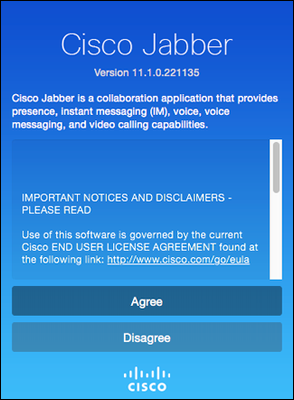 Cisco Jabber
Version 11.1.0.221135
Cisco Jabber is a collaboration application that provides
presence, instant messaging (IM), voice, voice
messaging, and video calling capabilities.
IMPORTANT NOTICES AND DISCLAIMERS -
PLEASE READ
Use of this software is governed by the current
Cisco END USER LICENSE AGREEMENT found at
the following link: http://www.cisco.com/go/eula
Agree
Disagree
CISCO